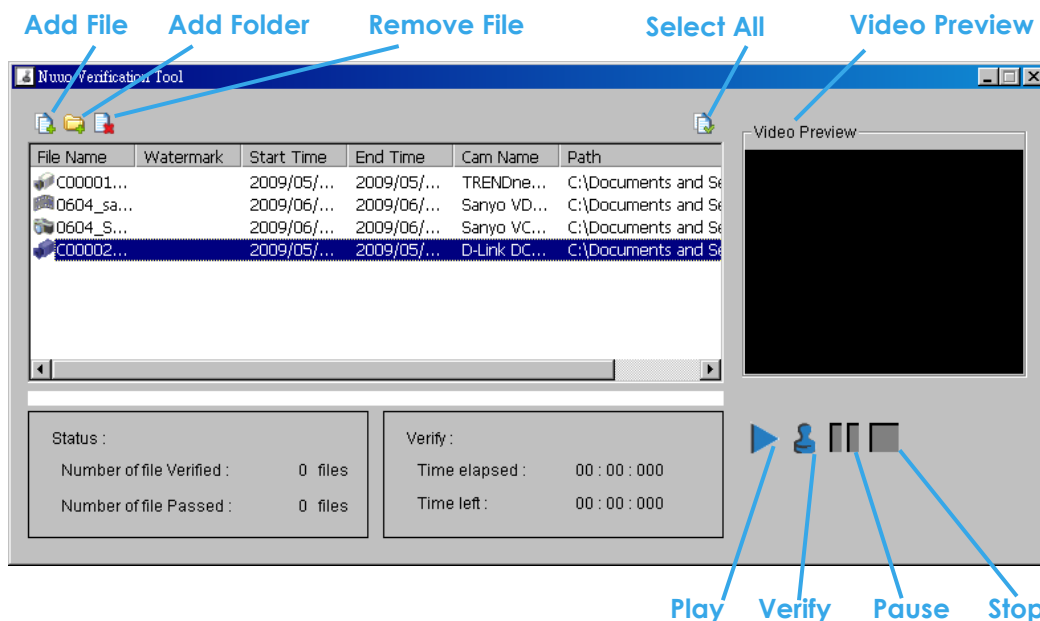 Add File Add Folder Remove File Select All Video Preview
Nuuo Verification Tool
Video Preview
File Name Watermark Start Time End Time Cam Name Path
C00001... 2009/05/... 2009/05/... TRENDne... C:\Documents and Se
0604_sa... 2009/06/... 2009/06/... Sanyo VD... C:\Documents and Se
0604_S... 2009/06/... 2009/06/... Sanyo VC... C:\Documents and Se
C00002... 2009/05/... 2009/05/... D-Link DC... C:\Documents and Se
Status :
Number of file Verified : 0 files
Number of file Passed : 0 files
Verify :
Time elapsed : 00 : 00 : 000
Time left : 00 : 00 : 000
Play Verify Pause Stop